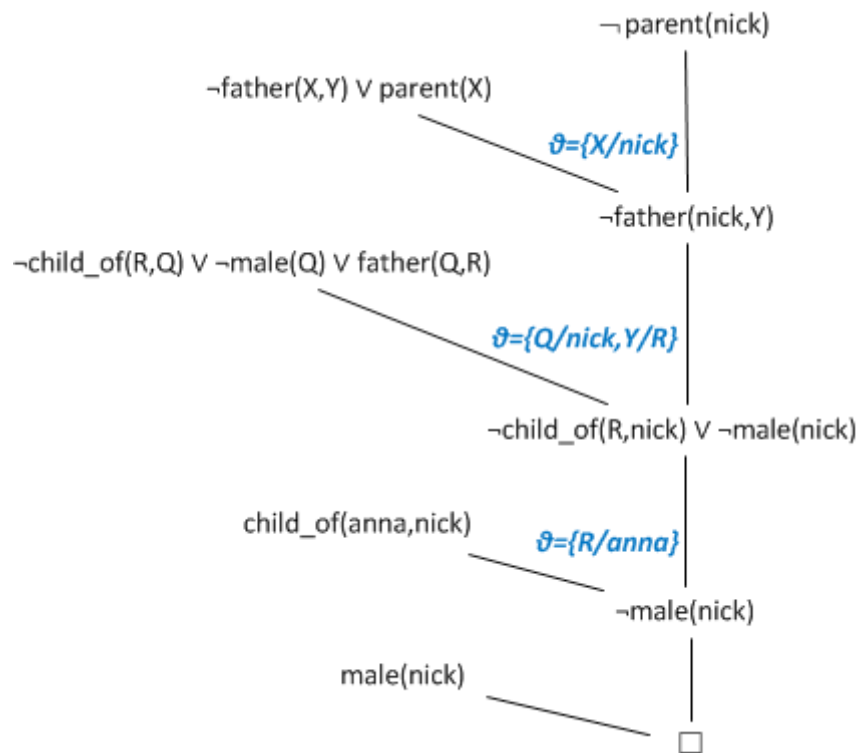 ¬ parent(nick)
¬father(X,Y) ∨ parent(X)
ϑ={X/nick}
¬father(nick,Y)
¬child_of(R,Q) ∨ ¬male(Q) ∨ father(Q,R)
ϑ={Q/nick,Y/R}
¬child_of(R,nick) ∨ ¬male(nick)
child_of(anna,nick)
ϑ={R/anna}
¬male(nick)
male(nick)
□